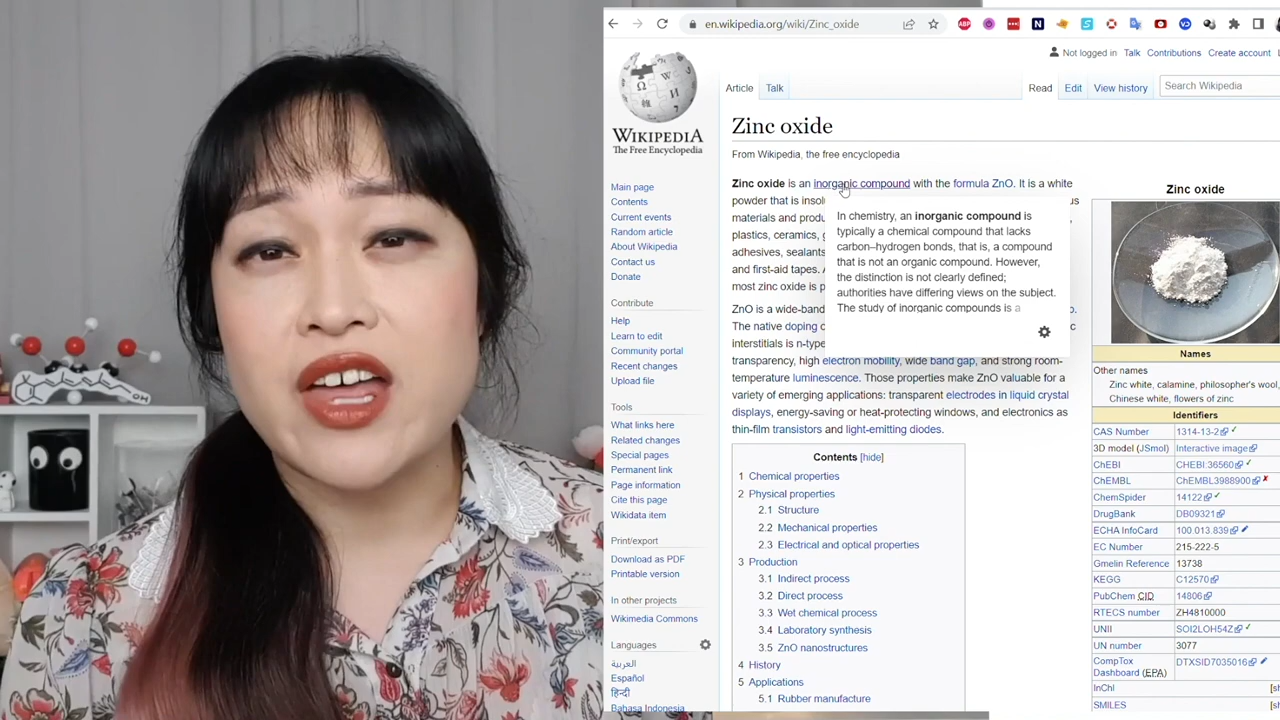 en.wikipedia.org/wiki/Zinc_oxide
ABP
N
Not logged in Talk Contributions Create account
Article Talk Read Edit View history Search Wikipedia
WIKIPEDIA
The Free Encyclopedia
Main page
Contents
Current events
Random article
About Wikipedia
Contact us
Donate
Contribute
Help
Learn to edit
Community portal
Recent changes
Upload file
Tools
What links here
Related changes
Special pages
Permanent link
Page information
Cite this page
Wikidata item
Print/export
Download as PDF
Printable version
In other projects
Wikimedia Commons
Languages
العربية
Español
हिन्दी
Bahasa Indonesia
Zinc oxide
From Wikipedia, the free encyclopedia
Zinc oxide is an inorganic compound with the formula ZnO. It is a white
powder that is insol
materials and produ
plastics, ceramics, g
adhesives, sealants
and first-aid tapes. A
most zinc oxide is p
In chemistry, an inorganic compound is
typically a chemical compound that lacks
carbon–hydrogen bonds, that is, a compound
that is not an organic compound. However,
the distinction is not clearly defined;
authorities have differing views on the subject.
The study of inorganic compounds is a
ZnO is a wide-band
The native doping
interstitials is n-type
transparency, high electron mobility, wide band gap, and strong room-
temperature luminescence. Those properties make ZnO valuable for a
variety of emerging applications: transparent electrodes in liquid crystal
displays, energy-saving or heat-protecting windows, and electronics as
thin-film transistors and light-emitting diodes.
Contents [hide]
1 Chemical properties
2 Physical properties
2.1 Structure
2.2 Mechanical properties
2.3 Electrical and optical properties
3 Production
3.1 Indirect process
3.2 Direct process
3.3 Wet chemical process
3.4 Laboratory synthesis
3.5 ZnO nanostructures
4 History
5 Applications
5.1 Rubber manufacture
Zinc oxide
Names
Other names
Zinc white, calamine, philosopher's wool,
Chinese white, flowers of zinc
Identifiers
CAS Number 1314-13-2
3D model (JSmol) Interactive image
ChEBI CHEBI:36560
ChEMBL ChEMBL3988900
ChemSpider 14122
DrugBank DB09321
ECHA InfoCard 100.013.839
EC Number 215-222-5
Gmelin Reference 13738
KEGG C12570
PubChem CID 14806
RTECS number ZH4810000
UNII SOI2LOH54Z
UN number 3077
CompTox
Dashboard (EPA) DTXSID7035016
InChI [s
SMILES [s
OH